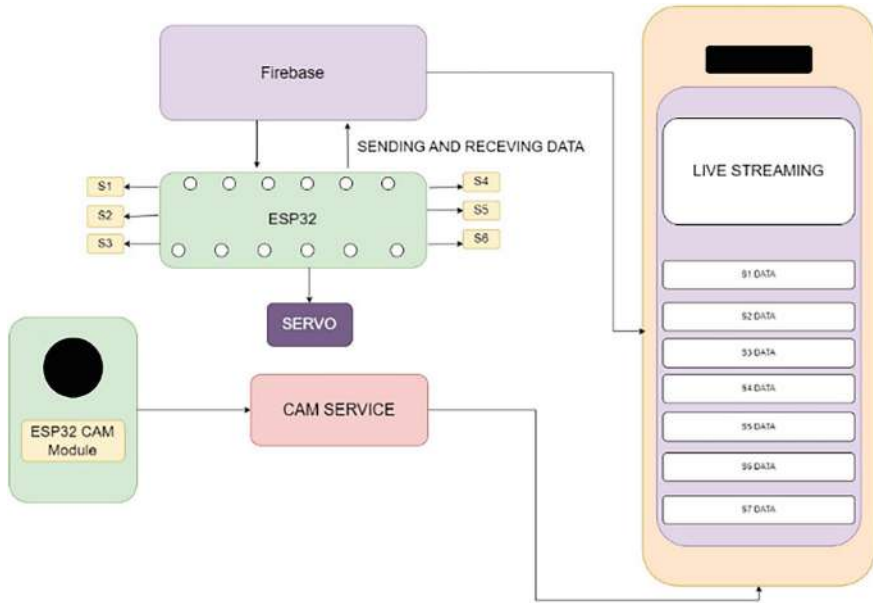 Firebase
SENDING AND RECEVING DATA
S1
S2
S3
ESP32
S4
S5
S6
SERVO
ESP32 CAM
Module
CAM SERVICE
LIVE STREAMING
S1 DATA
S2 DATA
S3 DATA
S4 DATA
S5 DATA
S6 DATA
S7 DATA